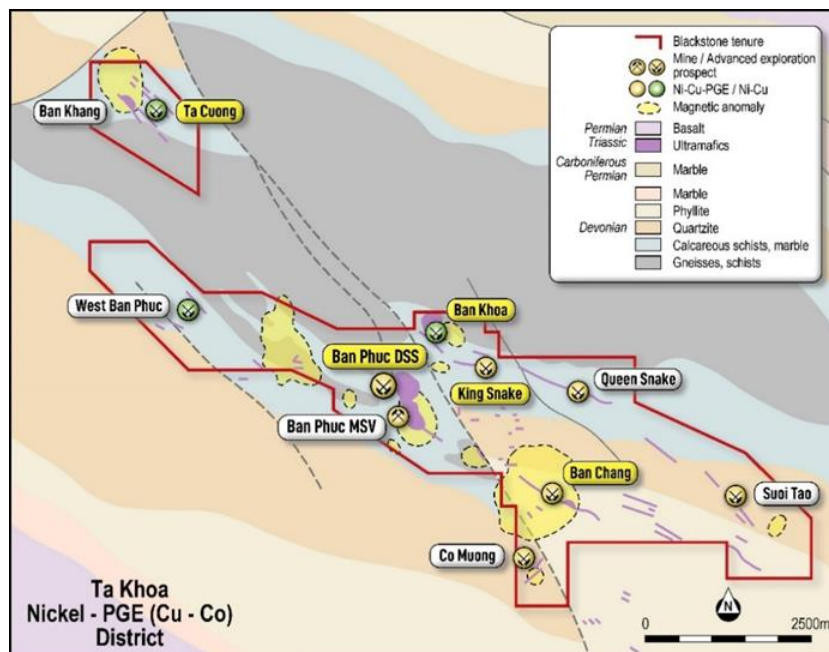 Blackstone tenure
Mine / Advanced exploration
prospect
Ni-Cu-PGE / Ni-Cu
Magnetic anomaly
Permian
Triassic
Basalt
Ultramafics
Carboniferous
Permian
Marble
Marble
Phyllite
Devonian
Quartzite
Calcareous schists, marble
Gneisses, schists
Ban Khang
Ta Cuong
West Ban Phuc
Ban Khoa
Ban Phuc DSS
King Snake
Queen Snake
Ban Phuc MSV
Ban Chang
Suoi Tao
Co Muong
Ta Khoa
Nickel - PGE (Cu - Co)
District
N
0 2500m